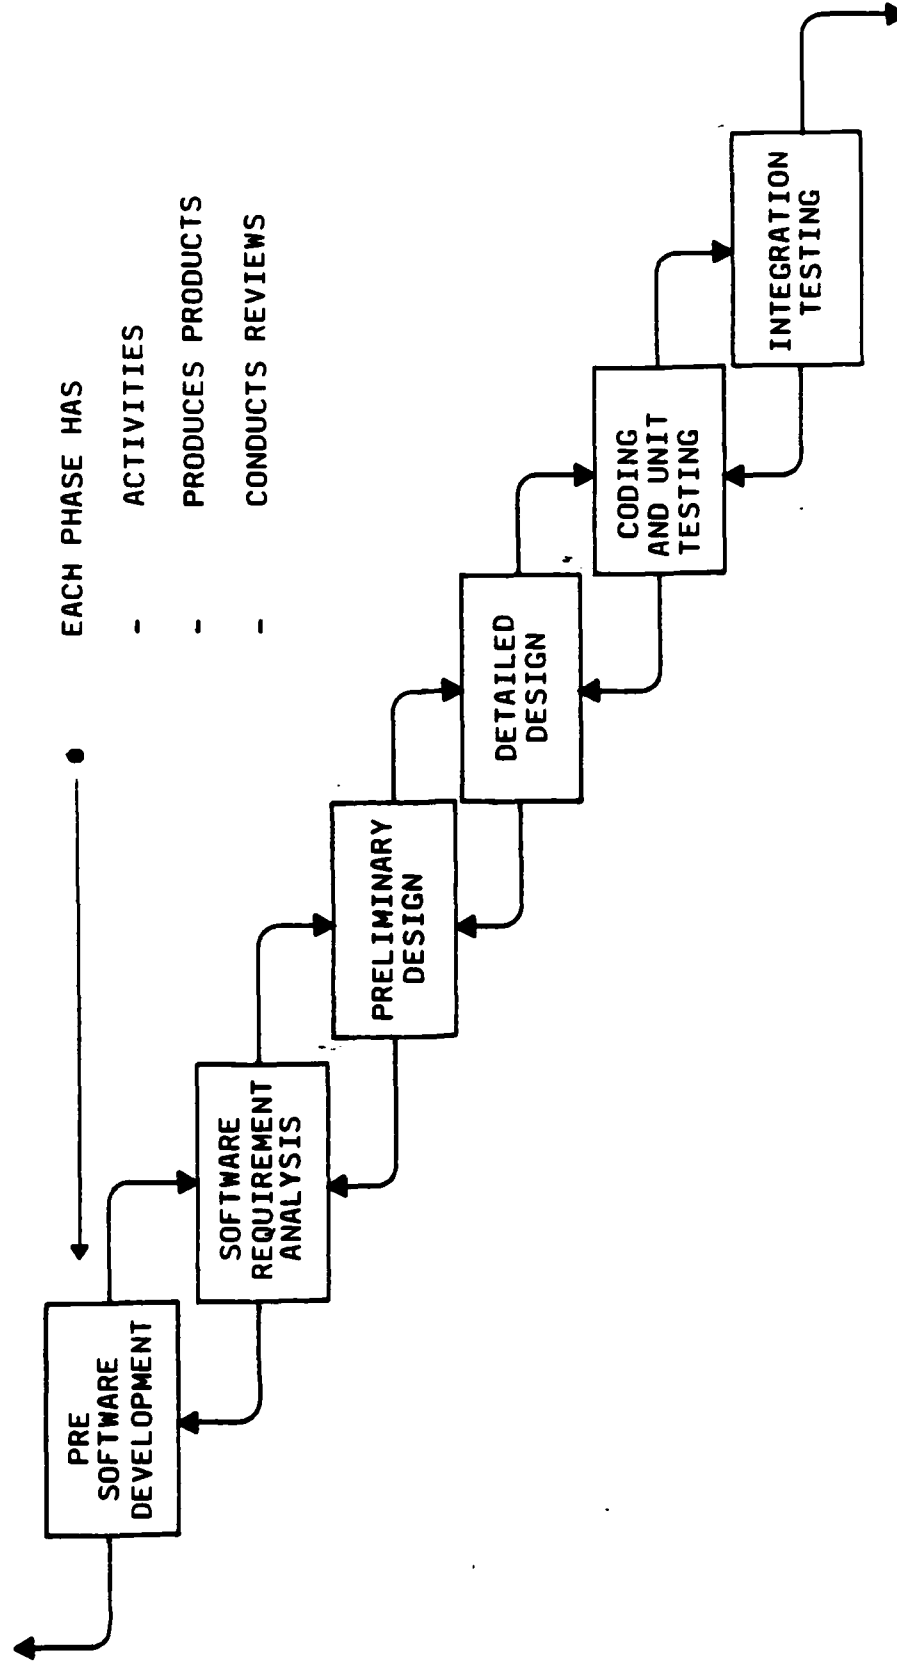 EACH PHASE HAS
- ACTIVITIES
- PRODUCES PRODUCTS
- CONDUCTS REVIEWS
PRE
SOFTWARE
DEVELOPMENT
SOFTWARE
REQUIREMENT
ANALYSIS
PRELIMINARY
DESIGN
DETAILED
DESIGN
CODING
AND UNIT
TESTING
INTEGRATION
TESTING